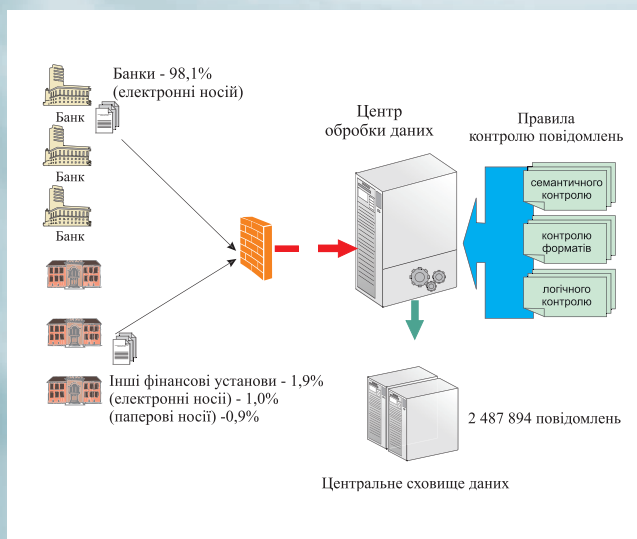 Банки - 98,1%
(електронні носій)
Банк
Банк
Банк
Інші фінансові установи - 1,9%
(електронні носіі) - 1,0%
(паперові носії) -0,9%
Центр
обробки даних
Правила
контролю повідомлень
семантичного
контролю
контролю
форматів
логічного
контролю
2 487 894 повідомлень
Центральне сховище даних